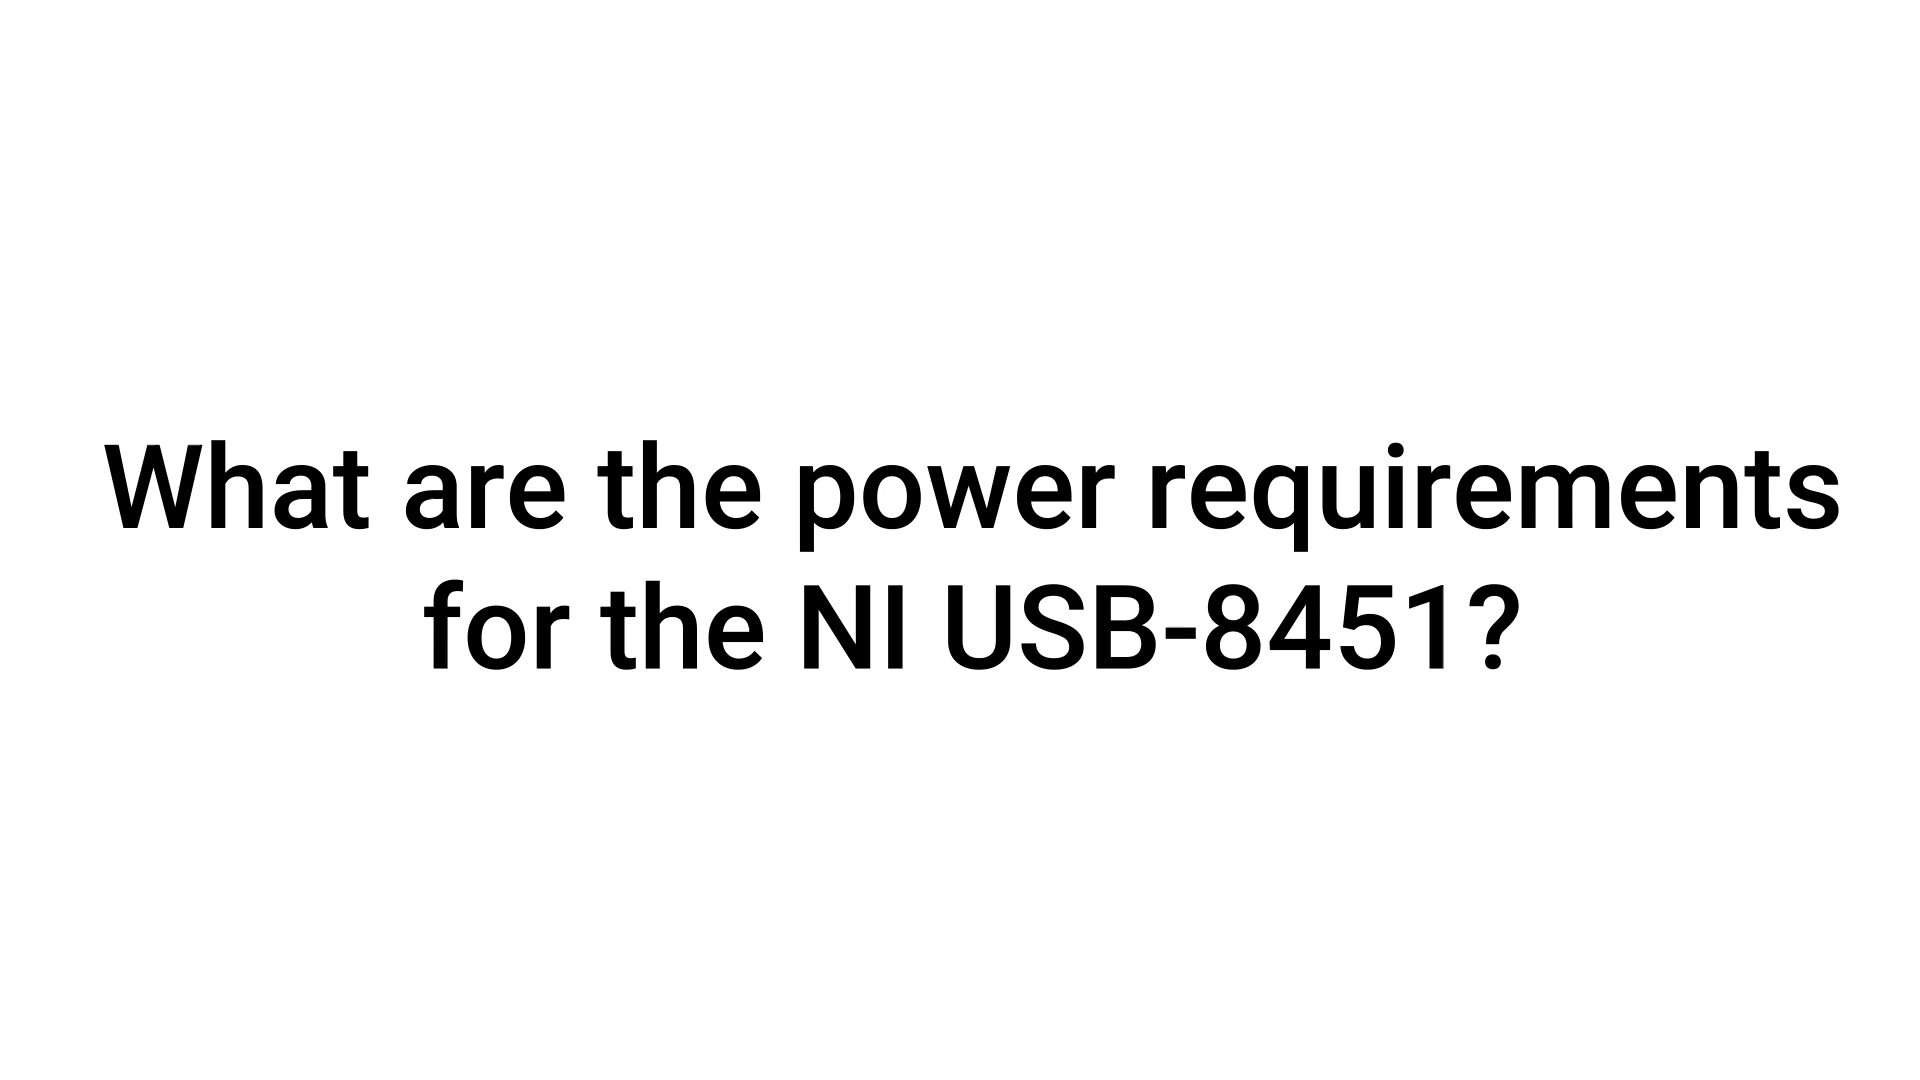 What are the power requirements
for the NI USB-8451?